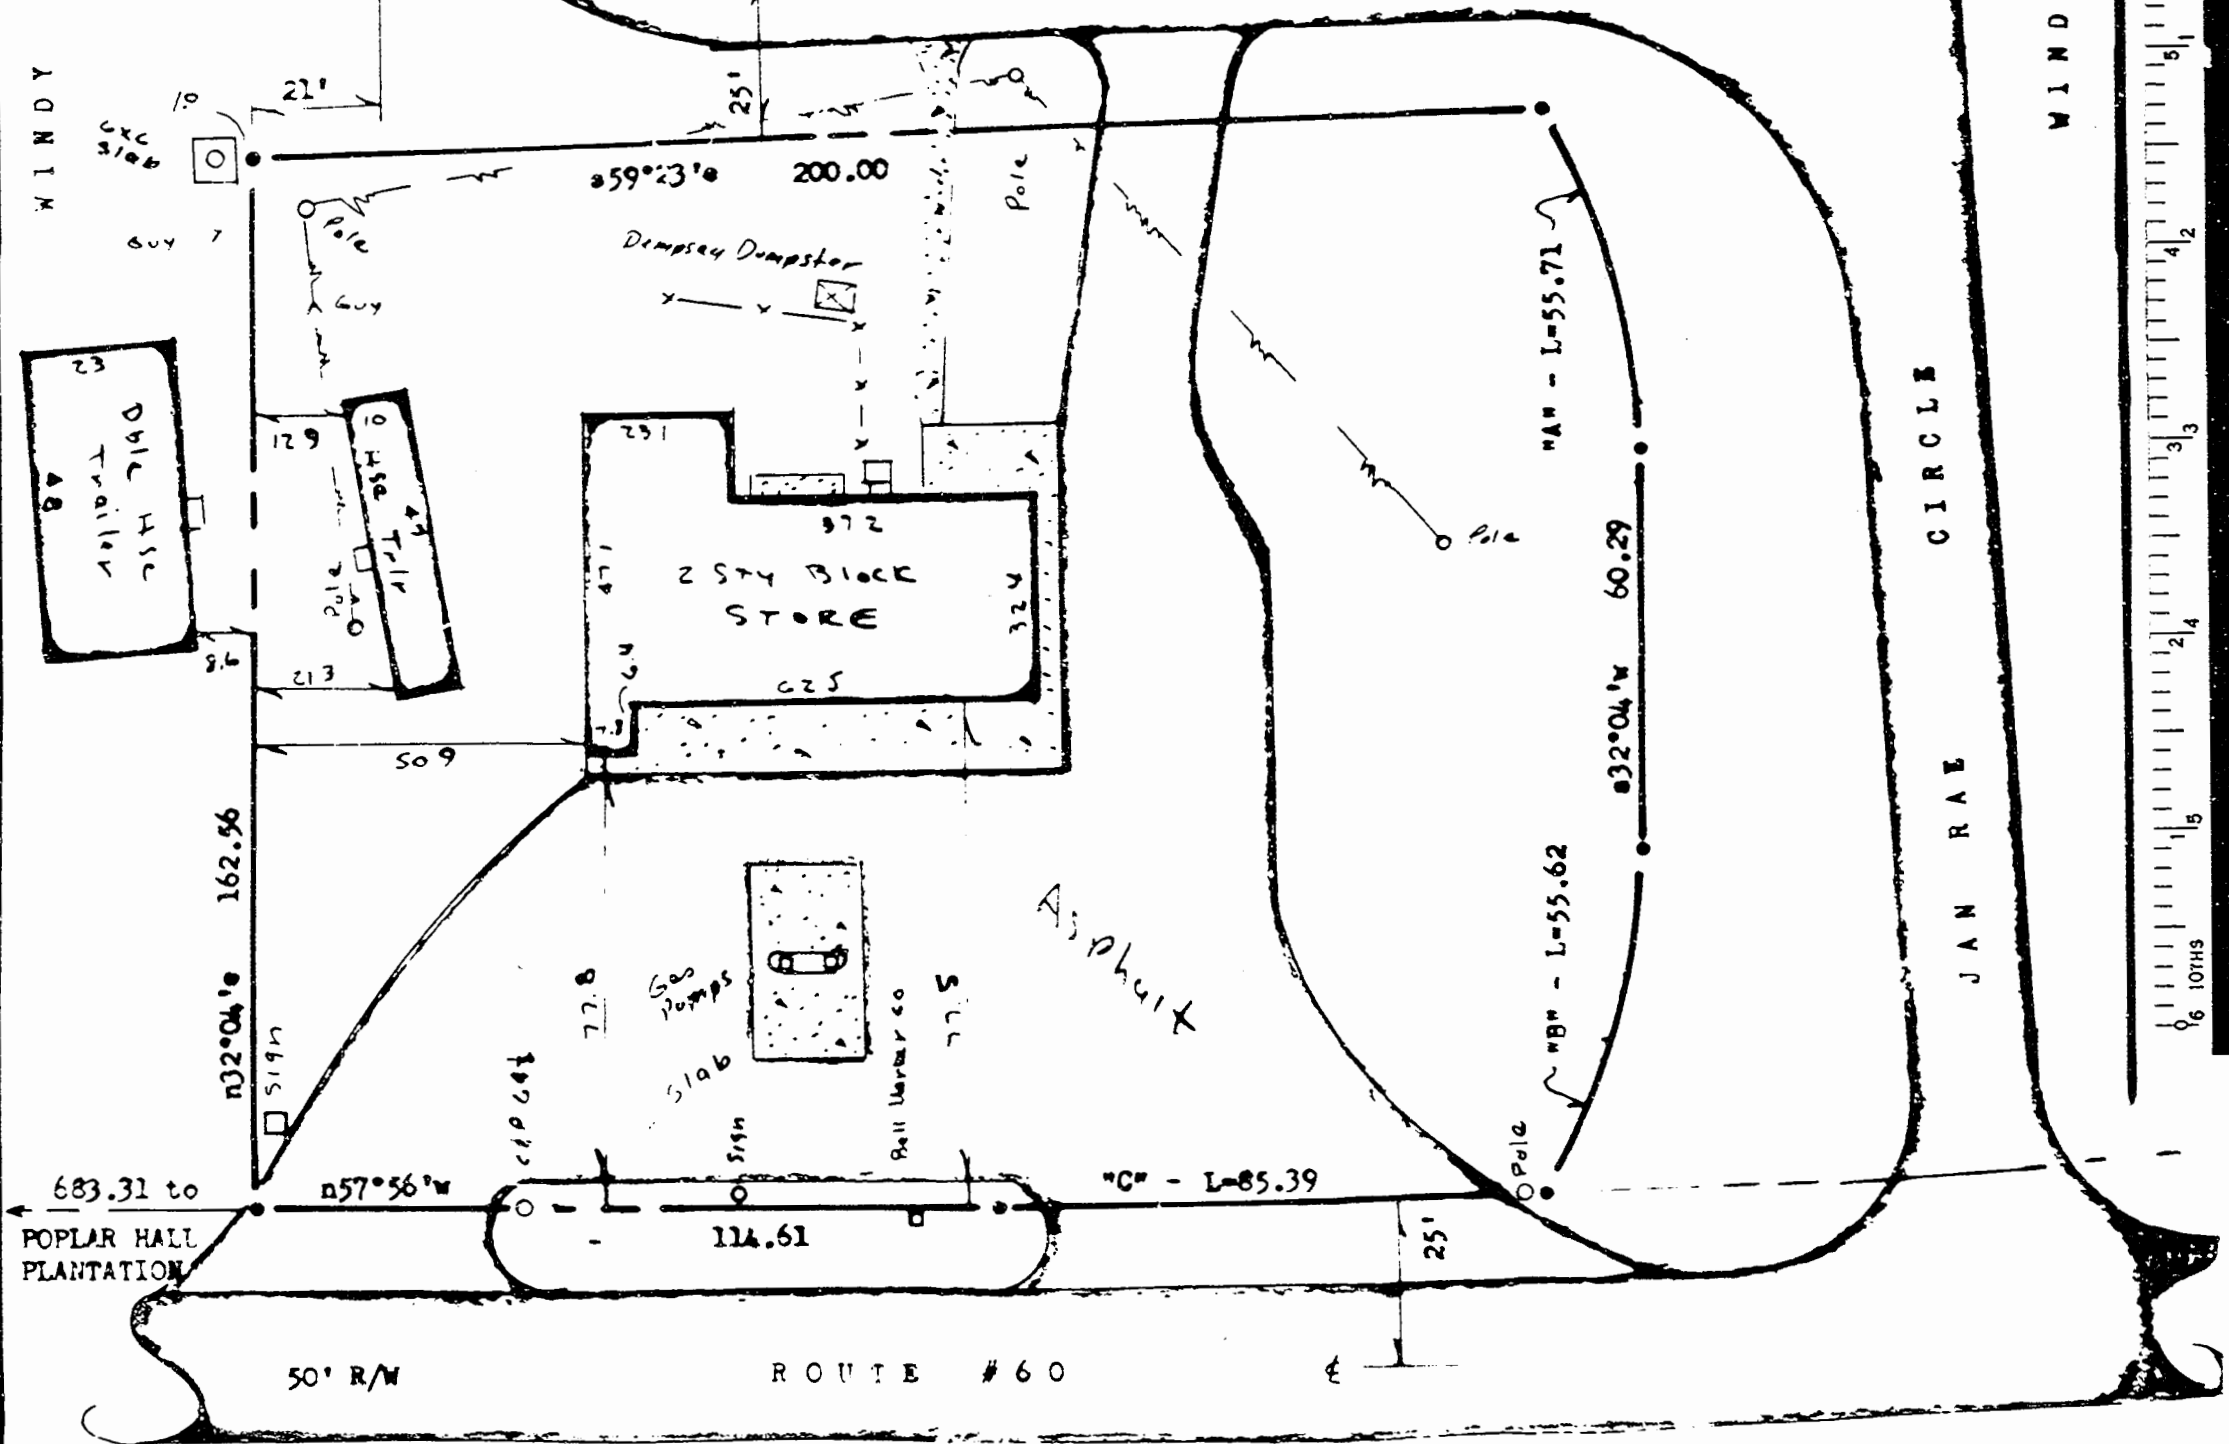 WINDY
WIND
21'
25'
6x6
Slab
s59°23'e 200.00
Pole
Pole
Guy
Guy
Dempsey Dumpster
"A" - L=55.71
23
48
Dble Hse
Trailer
12.6
10
Hse Trlr
Pole
23.1
37.2
47.1
2 Sty Block
STORE
32.4
62.5
6.4
9.8
21.3
50.9
Pole
s32°04'w 60.29
CIRCLE
JAN RAE
n32°04'e 162.56
Sign
77.8
Gas
Pumps
Slab
77.5
Asphalt
"B" - L=55.62
Sign
Pole
683.31 to
POPLAR HALL
PLANTATION
n57°56'w
114.61
"C" - L=85.39
25'
50' R/W
ROUTE #60
10THS